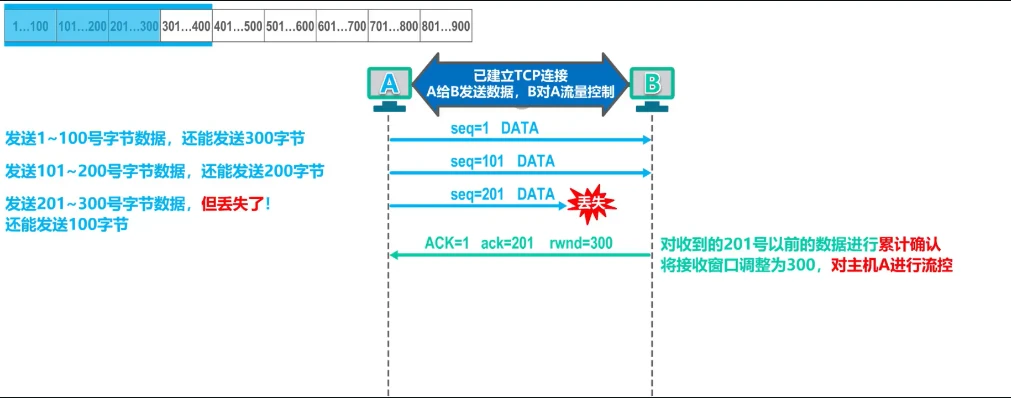 1…100 101…200 201…300 301…400 401…500 501…600 601…700 701…800 801…900
A
已建立TCP连接
A给B发送数据，B对A流量控制
B
发送1~100号字节数据，还能发送300字节
seq=1 DATA
发送101~200号字节数据，还能发送200字节
seq=101 DATA
发送201~300号字节数据，但丢失了！
还能发送100字节
seq=201 DATA
丢失
ACK=1 ack=201 rwnd=300
对收到的201号以前的数据进行累计确认
将接收窗口调整为300，对主机A进行流控